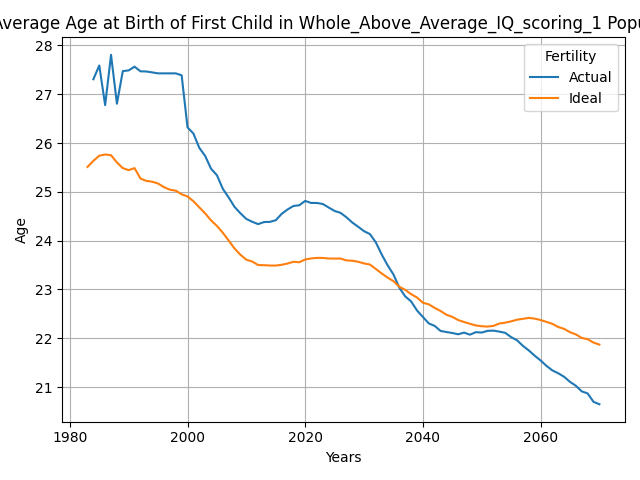 Average Age at Birth of First Child in Whole_Above_Average_IQ_scoring_1
Fertility
Actual
Ideal
28
27
26
25
24
23
22
21
Age
1980
2000
2020
2040
2060
Years